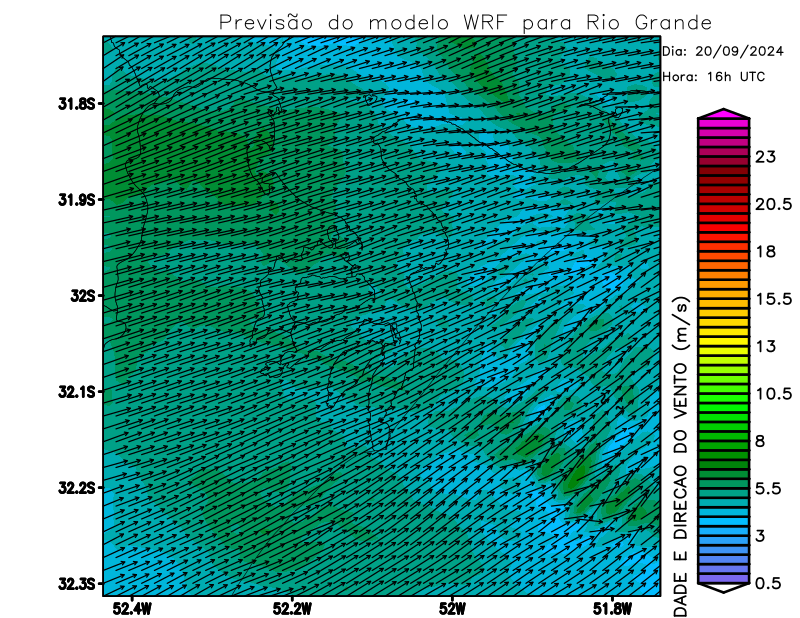 Previsão do modelo WRF para Rio Grande
Dia: 20/09/2024
Hora: 16h UTC
31.8S
31.9S
32S
32.1S
32.2S
32.3S
52.4W
52.2W
52W
51.8W
23
20.5
18
15.5
13
10.5
8
5.5
3
0.5
DADE E DIRECAO DO VENTO (m/s)